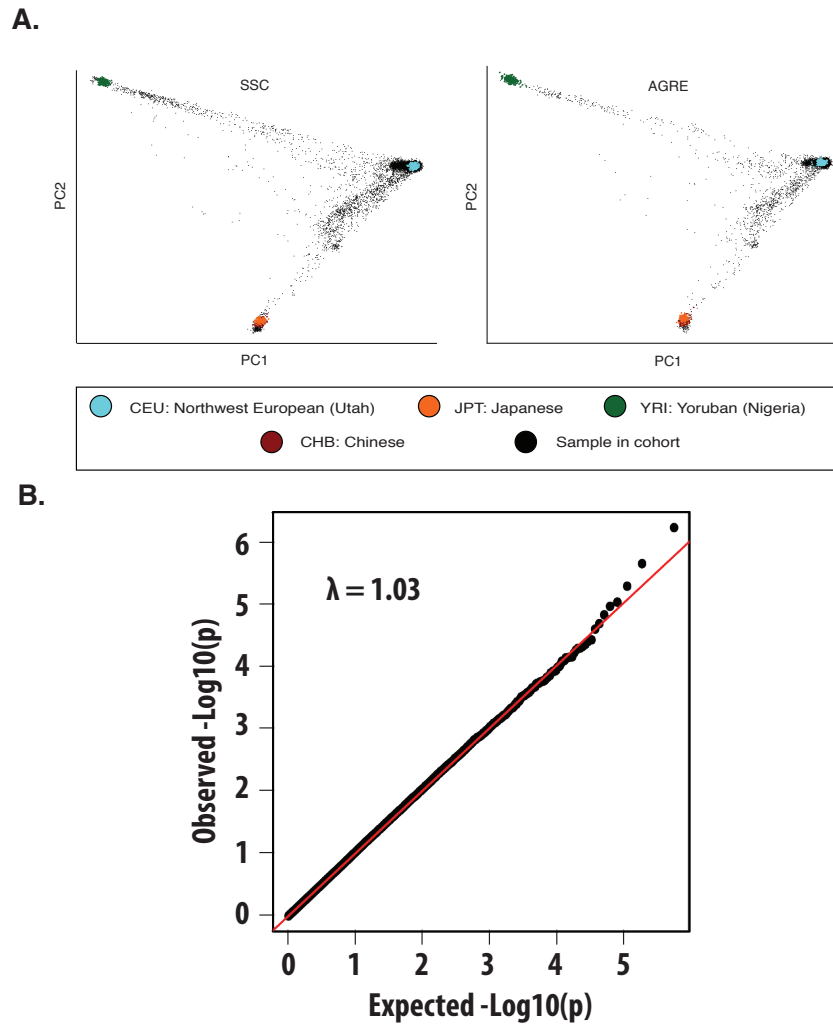 A.
SSC
AGRE
PC2
PC2
PC1
PC1
CEU: Northwest European (Utah)
JPT: Japanese
YRI: Yoruban (Nigeria)
CHB: Chinese
Sample in cohort
B.
λ = 1.03
Observed -Log10(p)
6
5
4
3
2
1
0
0 1 2 3 4 5
Expected -Log10(p)